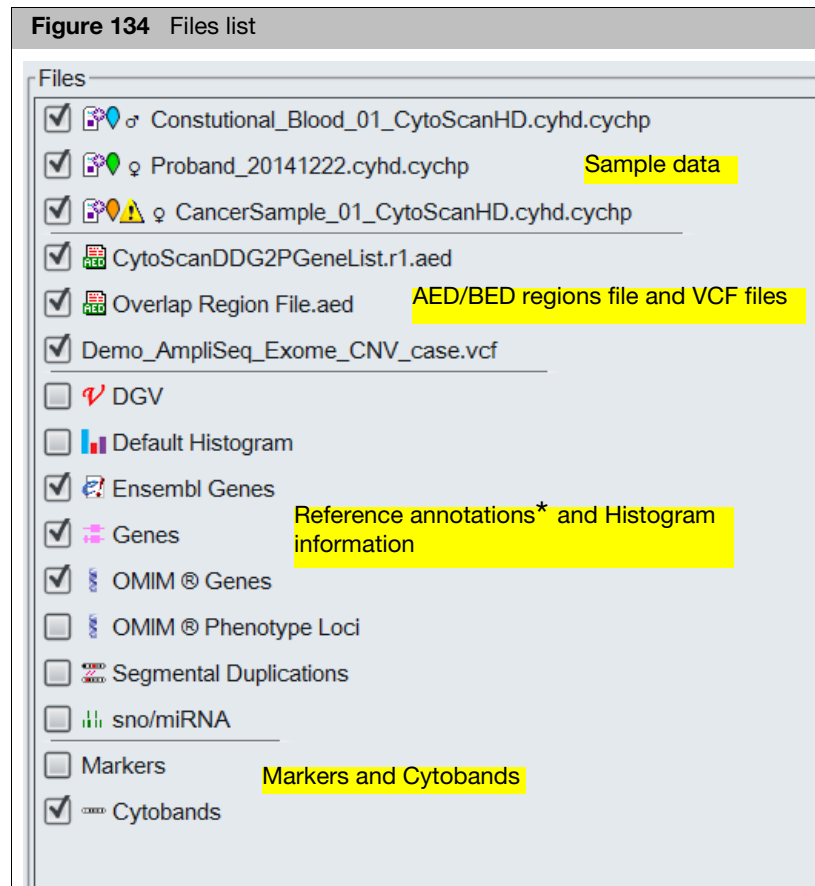 Figure 134 Files list
Files
♂ Constutional_Blood_01_CytoScanHD.cyhd.cychp
♀ Proband_20141222.cyhd.cychp
Sample data
♀ CancerSample_01_CytoScanHD.cyhd.cychp
AED CytoScanDDG2PGeneList.r1.aed
AED Overlap Region File.aed
AED/BED regions file and VCF files
Demo_AmpliSeq_Exome_CNV_case.vcf
V DGV
Default Histogram
Ensembl Genes
Genes
Reference annotations* and Histogram
information
OMIM ® Genes
OMIM ® Phenotype Loci
Segmental Duplications
sno/miRNA
Markers
Markers and Cytobands
Cytobands